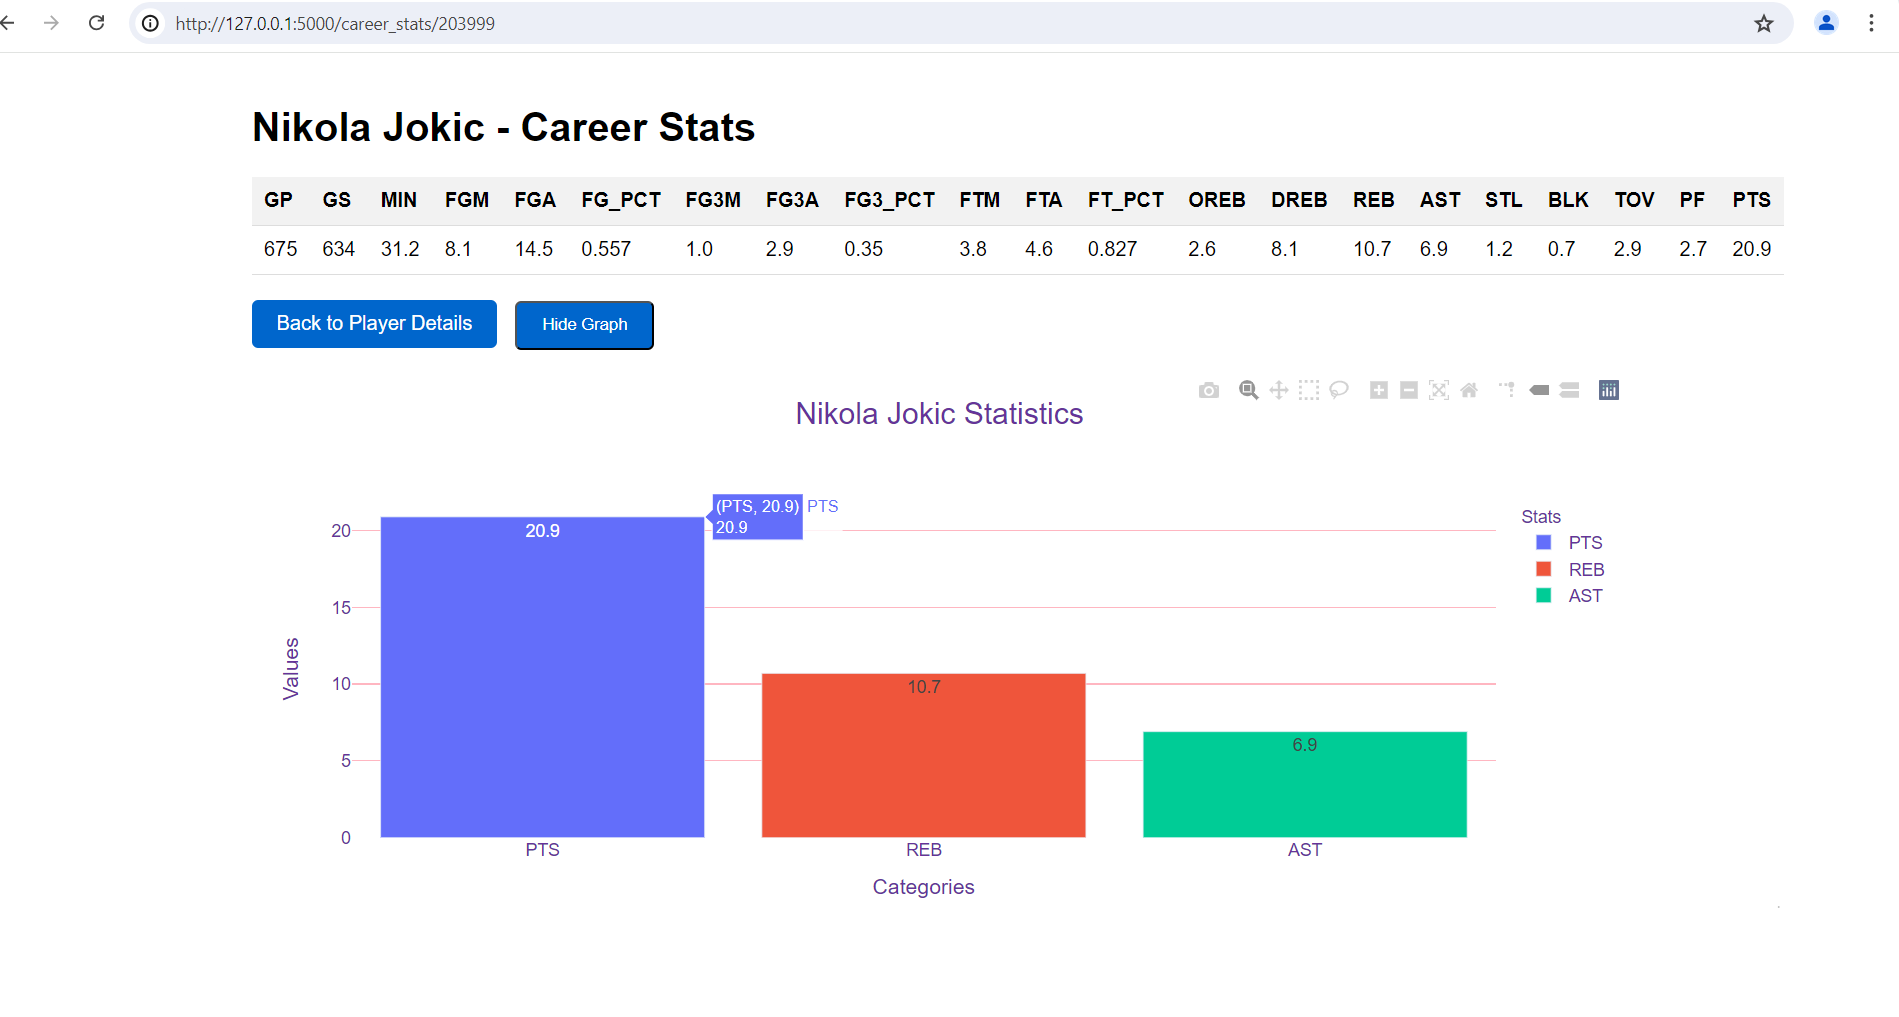 http://127.0.0.1:5000/career_stats/203999
Nikola Jokic - Career Stats
GP GS MIN FGM FGA FG_PCT FG3M FG3A FG3_PCT FTM FTA FT_PCT OREB DREB REB AST STL BLK TOV PF PTS
675 634 31.2 8.1 14.5 0.557 1.0 2.9 0.35 3.8 4.6 0.827 2.6 8.1 10.7 6.9 1.2 0.7 2.9 2.7 20.9
Back to Player Details Hide Graph
Nikola Jokic Statistics
(PTS, 20.9) PTS
20.9
20.9
10.7
6.9
20
15
10
5
0
Values
PTS REB AST
Categories
Stats
PTS
REB
AST